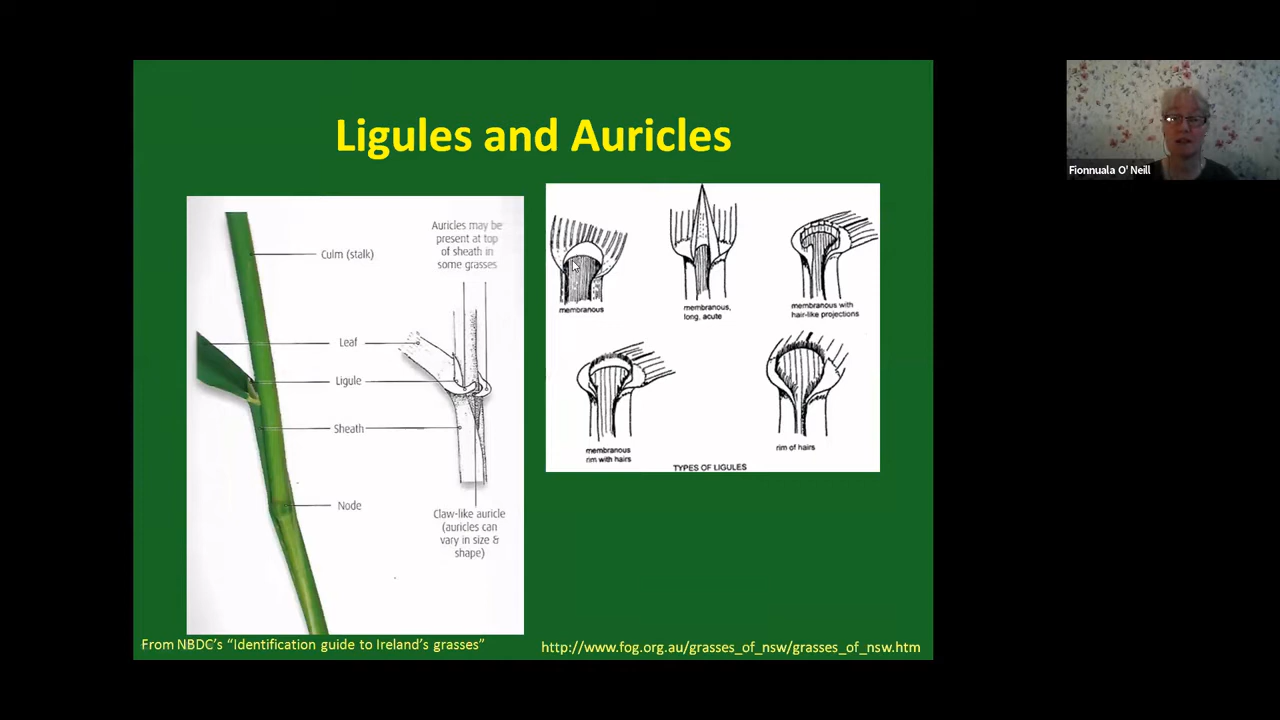 Ligules and Auricles
Culm (stalk)
Auricles may be
present at top
of sheath in
some grasses
Leaf
Ligule
Sheath
Node
Claw-like auricle
(auricles can
vary in size &
shape)
membranous
membranous,
long, acute
membranous with
hair-like projections
membranous
rim with hairs
rim of hairs
TYPES OF LIGULES
From NBDC's "Identification guide to Ireland's grasses"
http://www.fog.org.au/grasses_of_nsw/grasses_of_nsw.htm
Fionnuala O' Neill